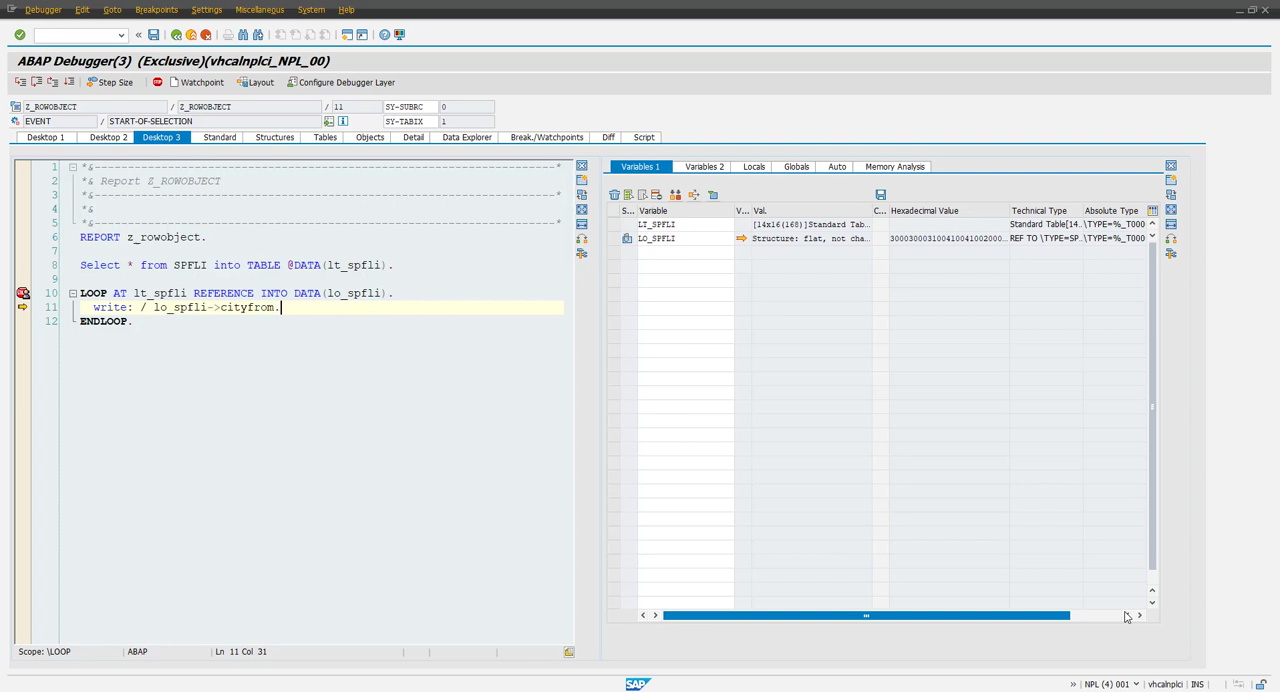 Debugger Edit Goto Breakpoints Settings Miscellaneous System Help
ABAP Debugger(3) (Exclusive)(vhcalnplci_NPL_00)
Step Size STOP Watchpoint Layout Configure Debugger Layout
Z_ROWOBJECT / Z_ROWOBJECT / 11 SY-SUBRC 0
EVENT / START-OF-SELECTION SY-TABIX 1
Desktop 1 Desktop 2 Desktop 3 Standard Structures Tables Objects Detail Data Explorer Break./Watchpoints Diff Script
Variables 1 Variables 2 Locals Globals Auto Memory Analysis
1 *&---------------------------------------------------------------------*
2 *& Report Z_ROWOBJECT
3 *&---------------------------------------------------------------------*
4 *&
5 *&---------------------------------------------------------------------*
6 REPORT z_rowobject.
7
8 Select * from SPFLI into TABLE @DATA(lt_spfli).
9
10 LOOP AT lt_spfli REFERENCE INTO DATA(lo_spfli).
11 write: / lo_spfli->cityfrom.
12 ENDLOOP.
S... Variable V... Val. C... Hexadecimal Value Technical Type Absolute Type
LT_SPFLI [14x16(168)]Standard Tab... Standard Table[14... \TYPE=%_T000
LO_SPFLI Structure: flat, not cha... 3000300031004100410020000... REF TO \TYPE=SP... \TYPE=%_T000
Scope: \LOOP ABAP Ln 11 Col 31
SAP
» NPL (4) 001 vhcalnplci INS